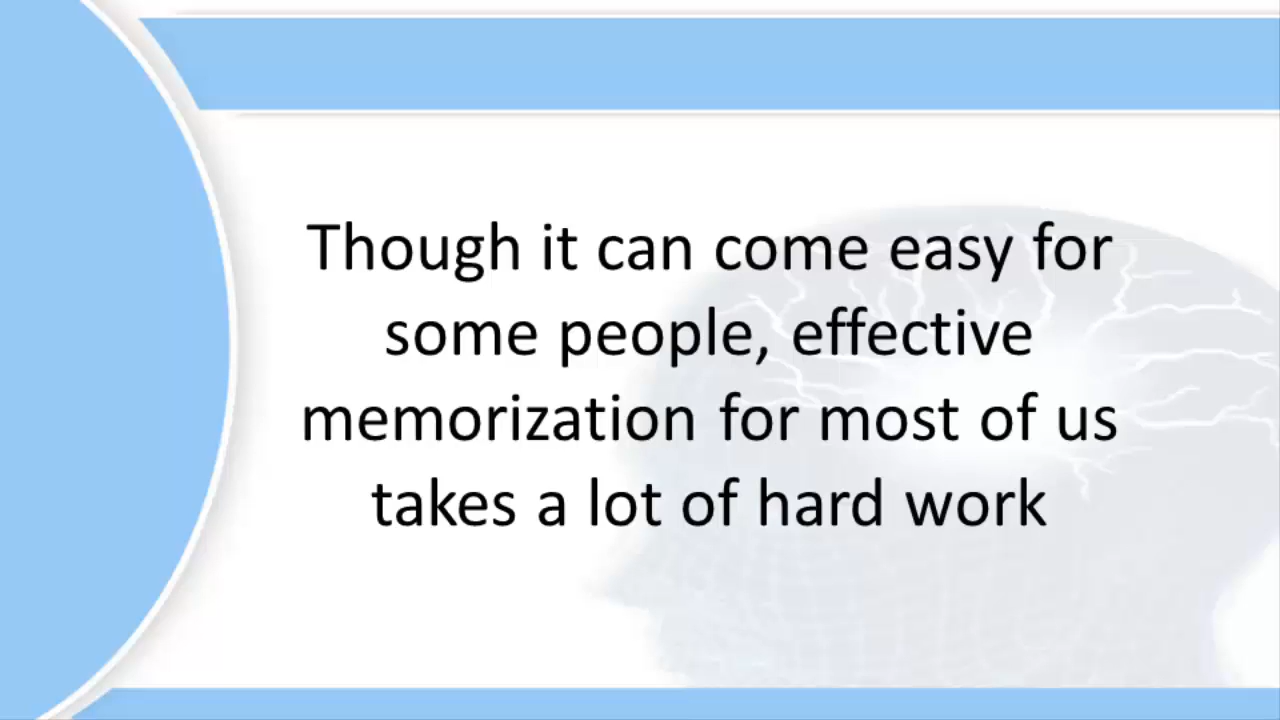 Though it can come easy for
some people, effective
memorization for most of us
takes a lot of hard work